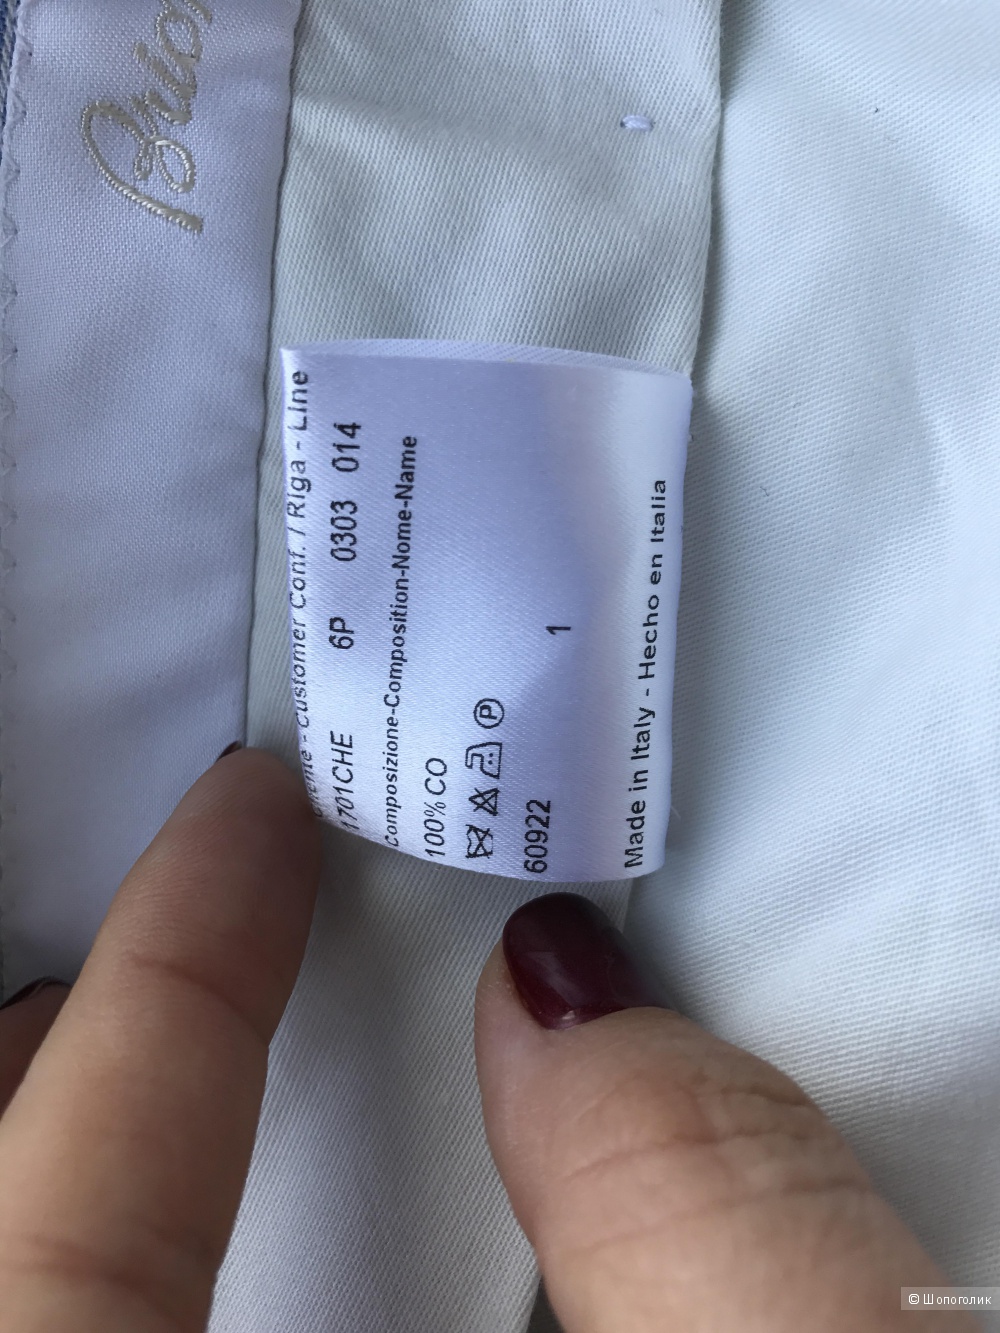 Cliente - Customer Conf. / Riga - Line
1701CHE 6P 0303 014
Composizione-Composition-Nome-Name
100% CO
P
60922 1
Made in Italy - Hecho en Italia
© Шопоголик